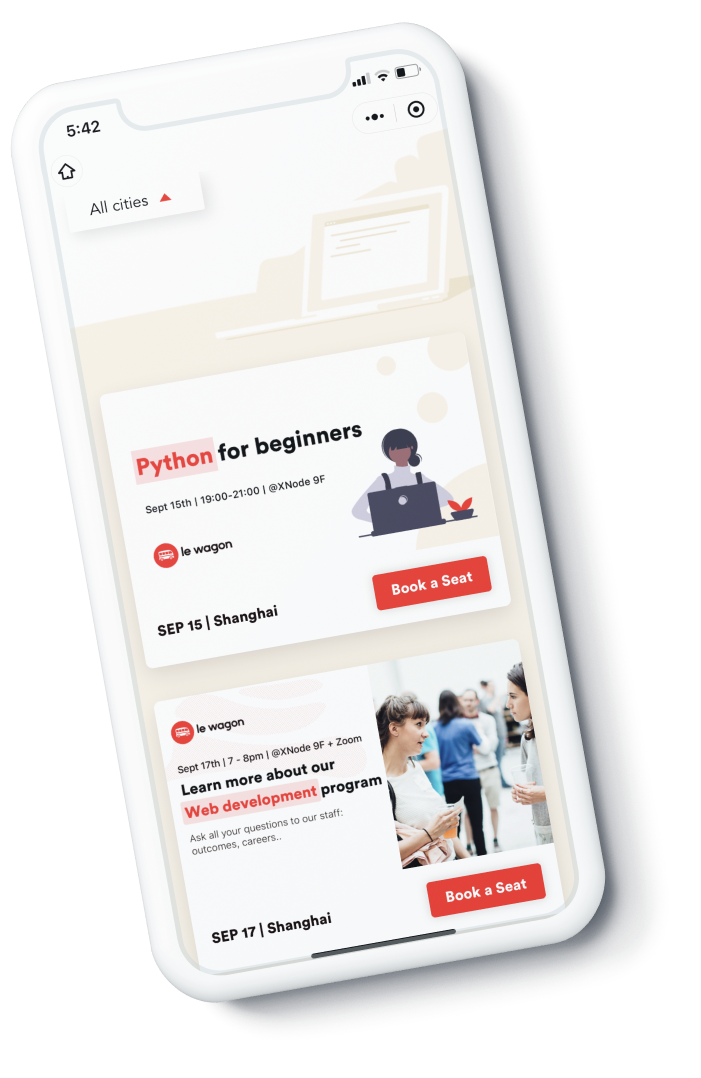 5:42
All cities
Python for beginners
Sept 15th | 19:00-21:00 | @XNode 9F
le wagon
SEP 15 | Shanghai
Book a Seat
le wagon
Sept 17th | 7 - 8pm | @XNode 9F + Zoom
Learn more about our
Web development program
Ask all your questions to our staff:
outcomes, careers..
SEP 17 | Shanghai
Book a Seat